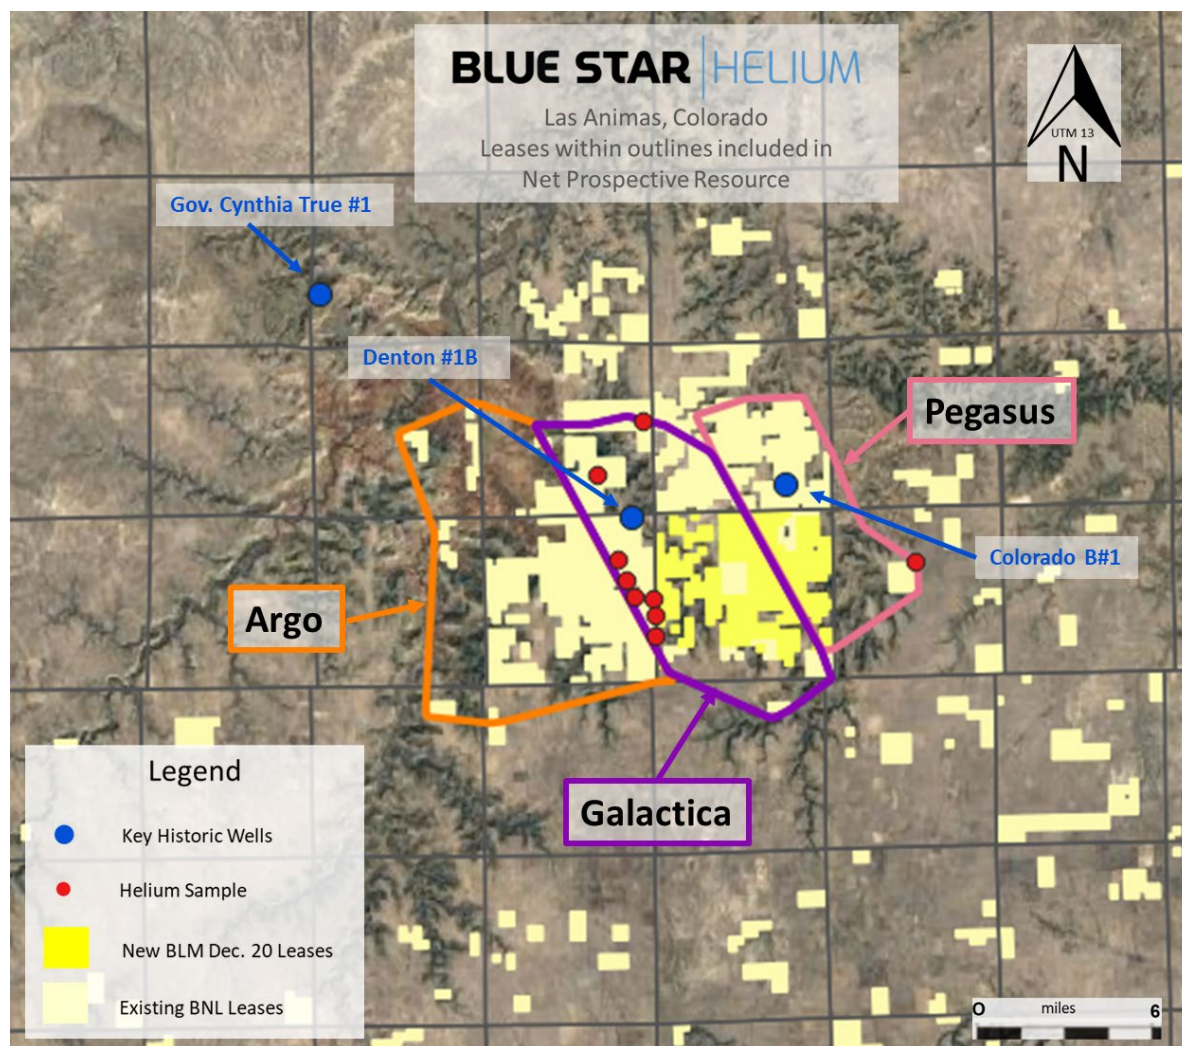 BLUE STAR HELIUM
Las Animas, Colorado
Leases within outlines included in
Net Prospective Resource
UTM 13
N
Gov. Cynthia True #1
Denton #1B
Pegasus
Colorado B#1
Argo
Galactica
Legend
Key Historic Wells
Helium Sample
New BLM Dec. 20 Leases
Existing BNL Leases
0 miles 6